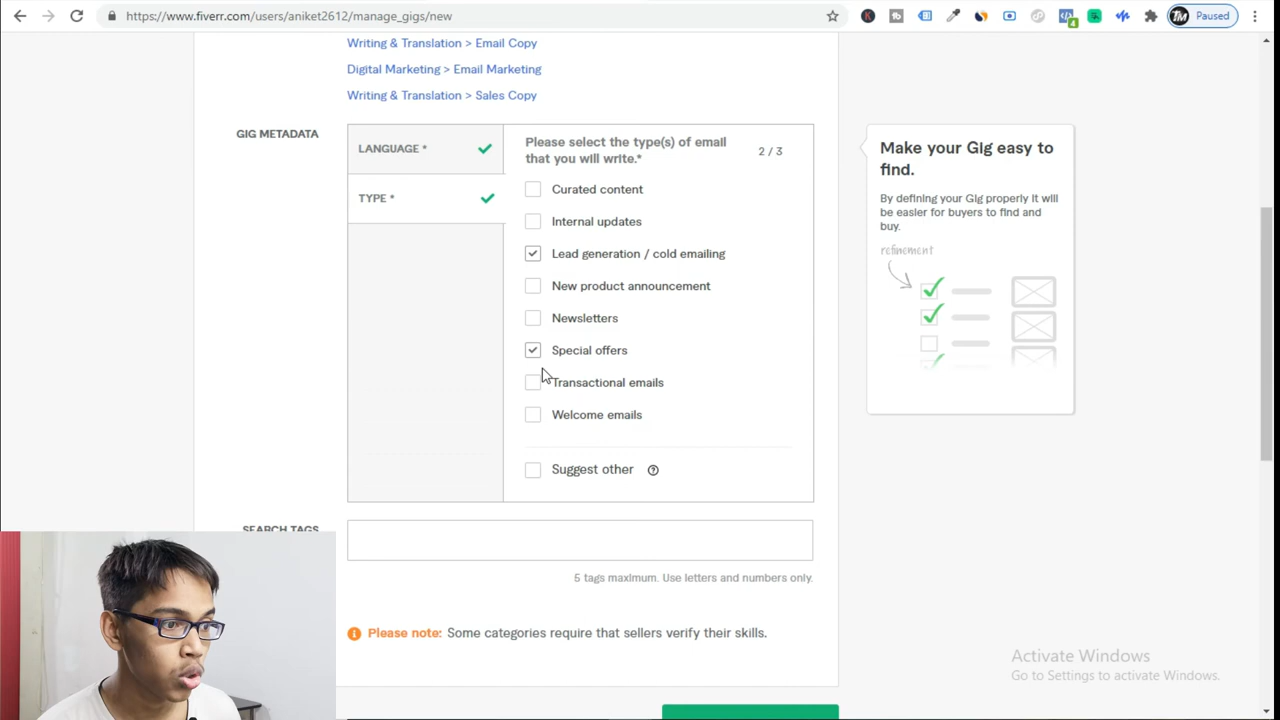 https://www.fiverr.com/users/aniket2612/manage_gigs/new
4
TM
Paused
Writing & Translation > Email Copy
Digital Marketing > Email Marketing
Writing & Translation > Sales Copy
GIG METADATA
LANGUAGE *
TYPE *
Please select the type(s) of email
that you will write.*
2 / 3
Curated content
Internal updates
Lead generation / cold emailing
New product announcement
Newsletters
Special offers
Transactional emails
Welcome emails
Suggest other
Make your Gig easy to
find.
By defining your Gig properly it will
be easier for buyers to find and
buy.
refinement
SEARCH TAGS
5 tags maximum. Use letters and numbers only.
Please note: Some categories require that sellers verify their skills.
Activate Windows
Go to Settings to activate Windows.